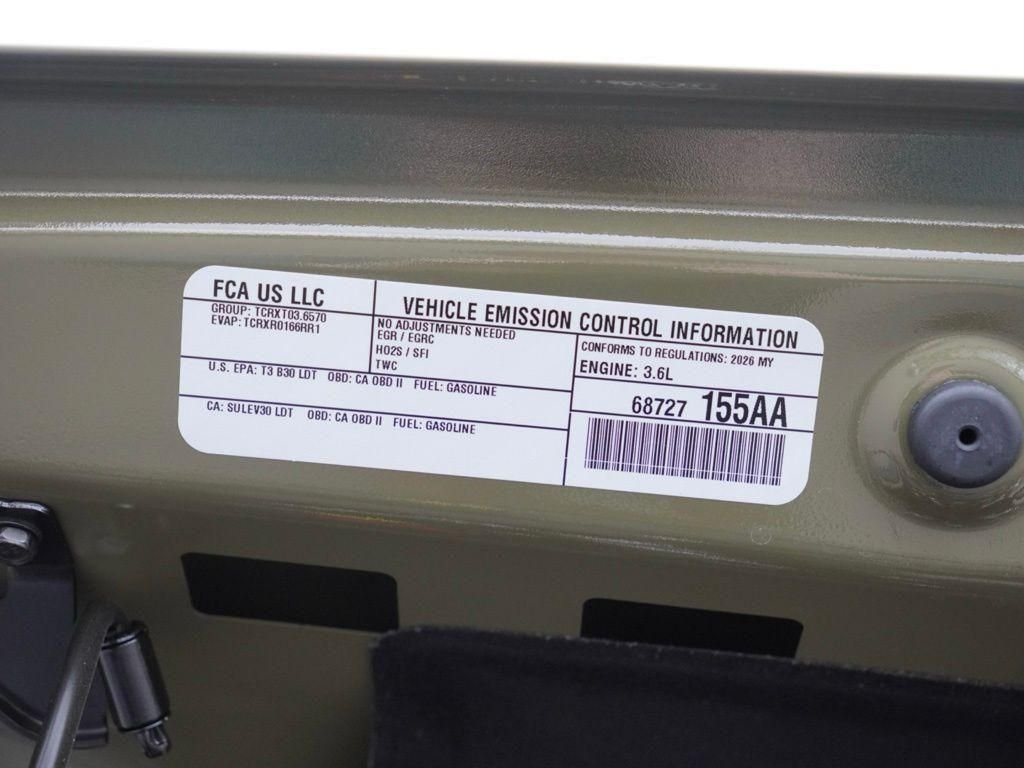 FCA US LLC
GROUP: TCRXT03.6570
EVAP: TCRXR0166RR1
VEHICLE EMISSION CONTROL INFORMATION
NO ADJUSTMENTS NEEDED
EGR / EGRC
HO2S / SFI
TWC
CONFORMS TO REGULATIONS: 2026 MY
ENGINE: 3.6L
U.S. EPA: T3 B30 LDT OBD: CA OBD II FUEL: GASOLINE
CA: SULEV30 LDT OBD: CA OBD II FUEL: GASOLINE
68727 155AA